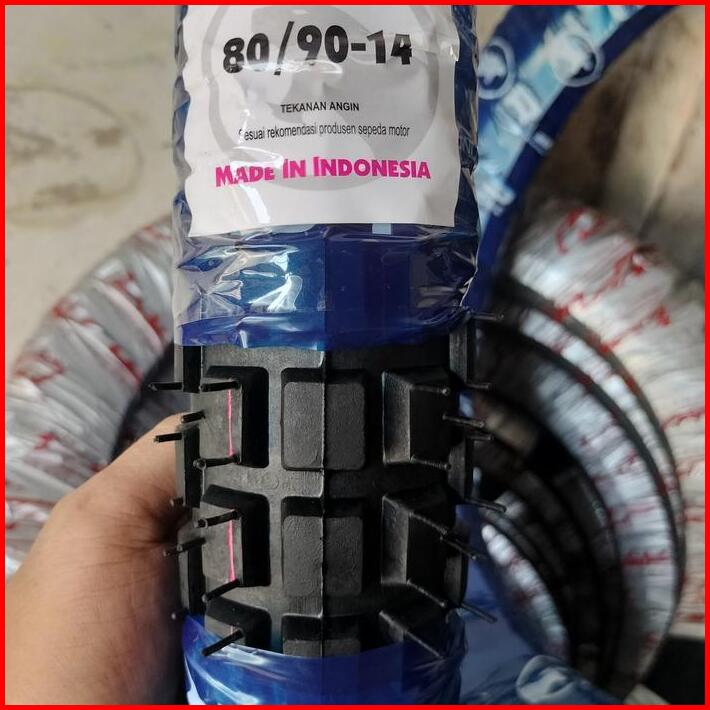 80/90-14
TEKANAN ANGIN
Sesuai rekomendasi produsen sepeda motor
MADE IN INDONESIA